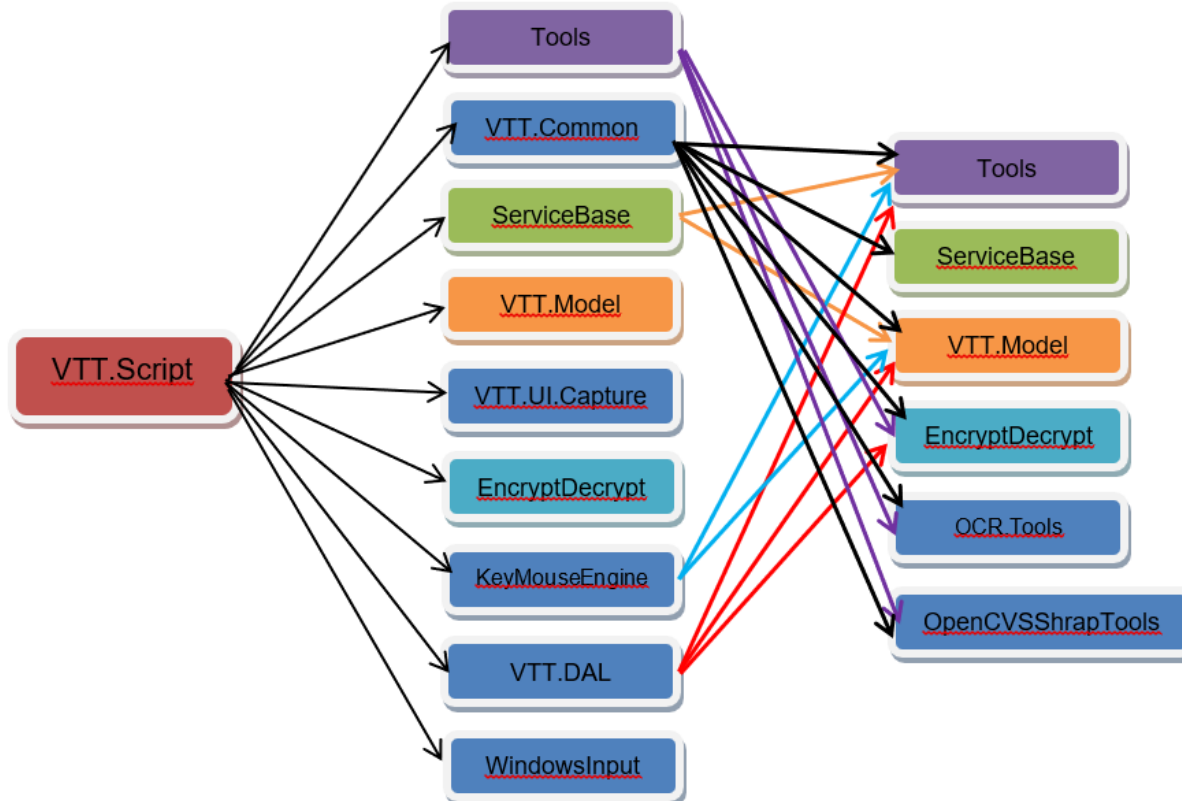 VTT.Script
Tools
VTT.Common
ServiceBase
VTT.Model
VTT.UI.Capture
EncryptDecrypt
KeyMouseEngine
VTT.DAL
WindowsInput
Tools
ServiceBase
VTT.Model
EncryptDecrypt
OCR.Tools
OpenCVSShrapTools